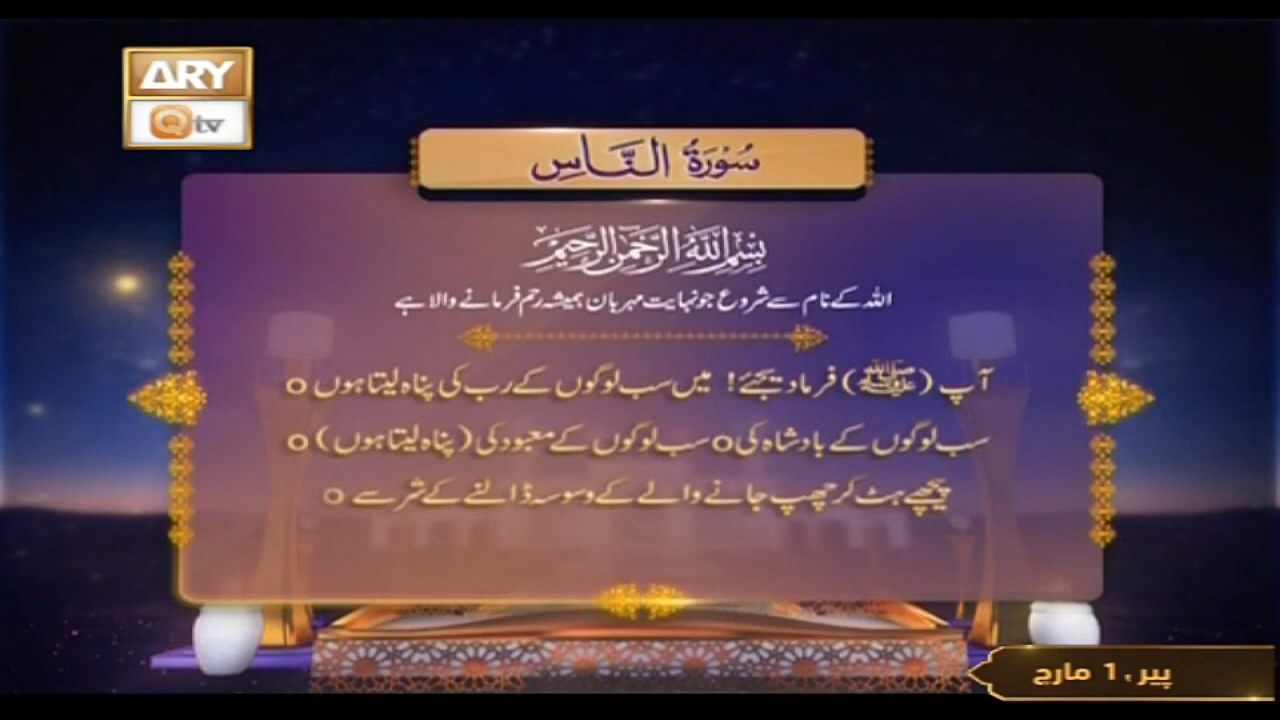 ARY
Qtv
سُوْرَةُ النَّاسِ
بِسْمِ اللّٰهِ الرَّحْمٰنِ الرَّحِيْمِ
اللہ کے نام سے شروع جو نہایت مہربان ہمیشہ رحم فرمانے والا ہے
آپ (ﷺ) فرما دیجئے! میں سب لوگوں کے رب کی پناہ لیتا ہوں ○
سب لوگوں کے بادشاہ کی ○ سب لوگوں کے معبود کی (پناہ لیتا ہوں) ○
پیچھے ہٹ کر چھپ جانے والے کے وسوسہ ڈالنے کے شر سے ○
پیر، 1 مارچ